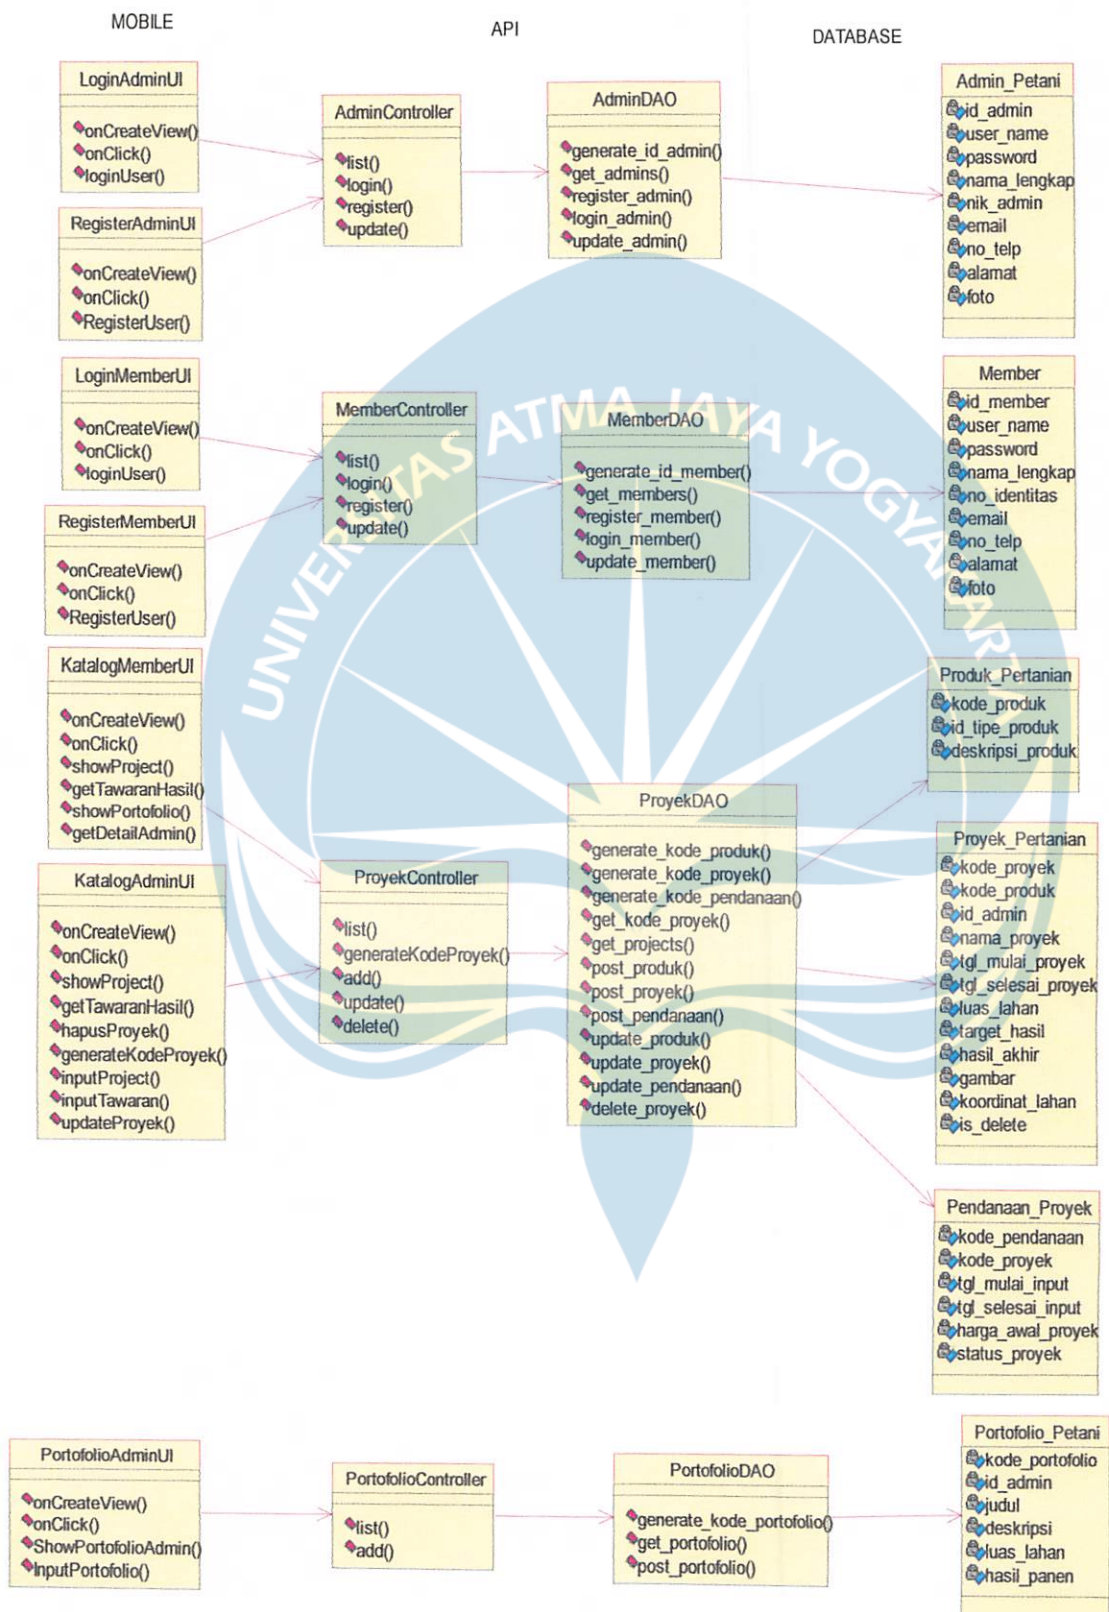 MOBILE
API
DATABASE
LoginAdminUI
onCreateView()
onClick()
loginUser()
AdminController
list()
login()
register()
update()
AdminDAO
generate_id_admin()
get_admins()
register_admin()
login_admin()
update_admin()
Admin_Petani
id_admin
user_name
password
nama_lengkap
nik_admin
email
no_telp
alamat
foto
RegisterAdminUI
onCreateView()
onClick()
RegisterUser()
LoginMemberUI
onCreateView()
onClick()
loginUser()
MemberController
list()
login()
register()
update()
MemberDAO
generate_id_member()
get_members()
register_member()
login_member()
update_member()
Member
id_member
user_name
password
nama_lengkap
no_identitas
email
no_telp
alamat
foto
RegisterMemberUI
onCreateView()
onClick()
RegisterUser()
UNIVERSITAS ATMA JAYA YOGYAKARTA
KatalogMemberUI
onCreateView()
onClick()
showProject()
getTawaranHasil()
showPortofolio()
getDetailAdmin()
Produk_Pertanian
kode_produk
id_tipe_produk
deskripsi_produk
KatalogAdminUI
onCreateView()
onClick()
showProject()
getTawaranHasil()
hapusProyek()
generateKodeProyek()
inputProject()
inputTawaran()
updateProyek()
ProyekController
list()
generateKodeProyek()
add()
update()
delete()
ProyekDAO
generate_kode_produk()
generate_kode_proyek()
generate_kode_pendanaan()
get_kode_proyek()
get_projects()
post_produk()
post_proyek()
post_pendanaan()
update_produk()
update_proyek()
update_pendanaan()
delete_proyek()
Proyek_Pertanian
kode_proyek
kode_produk
id_admin
nama_proyek
tgl_mulai_proyek
tgl_selesai_proyek
luas_lahan
target_hasil
hasil_akhir
gambar
koordinat_lahan
is_delete
Pendanaan_Proyek
kode_pendanaan
kode_proyek
tgl_mulai_input
tgl_selesai_input
harga_awal_proyek
status_proyek
PortofolioAdminUI
onCreateView()
onClick()
ShowPortofolioAdmin()
InputPortofolio()
PortofolioController
list()
add()
PortofolioDAO
generate_kode_portofolio()
get_portofolio()
post_portofolio()
Portofolio_Petani
kode_portofolio
id_admin
judul
deskripsi
luas_lahan
hasil_panen